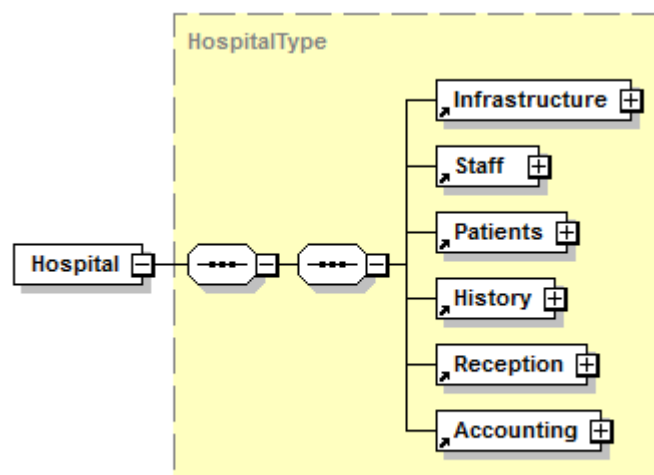 HospitalType
Infrastructure
Staff
Patients
Hospital
History
Reception
Accounting